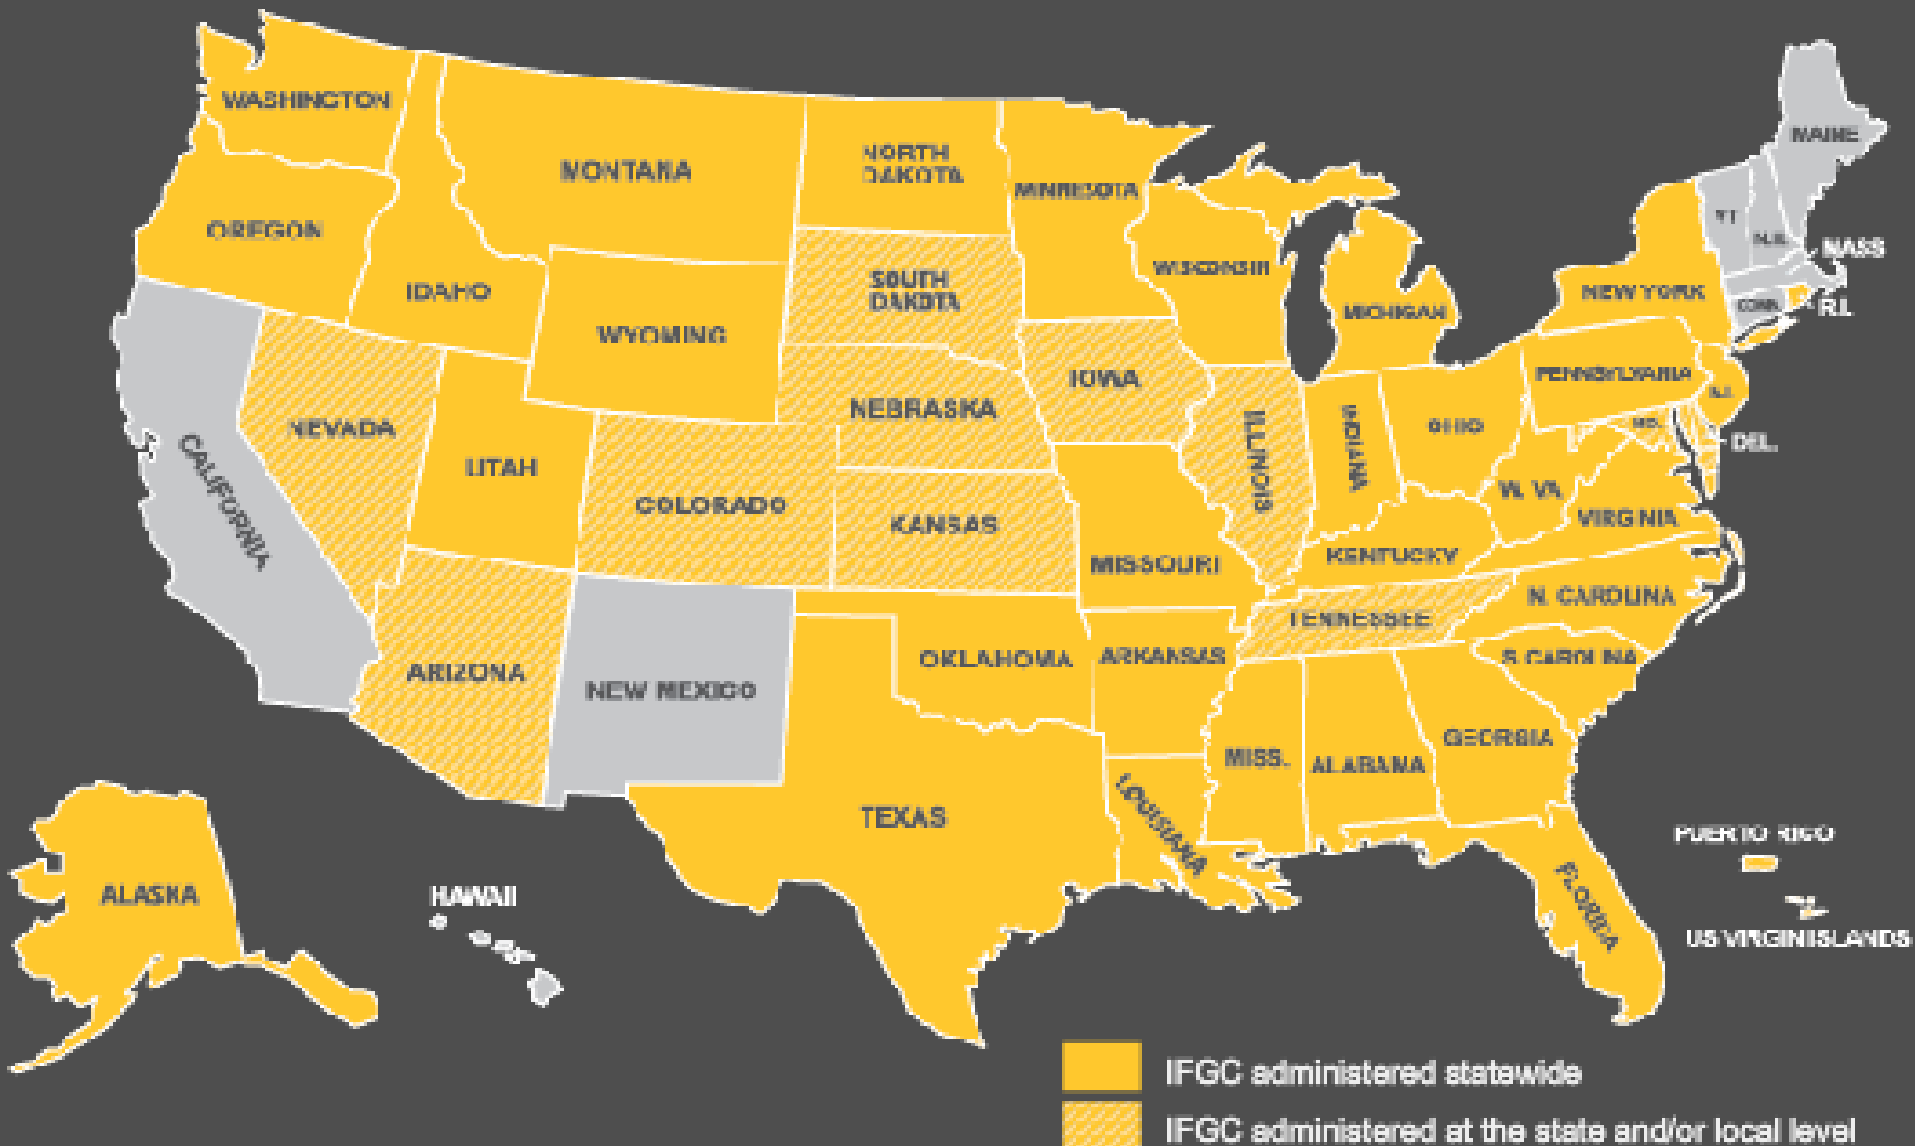 WASHINGTON
MONTANA
NORTH
DAKOTA
MINNESOTA
MAINE
OREGON
IDAHO
WYOMING
SOUTH
DAKOTA
WISCONSIN
MICHIGAN
NEW YORK
VT
N.H.
MASS
R.I.
CONN.
CALIFORNIA
NEVADA
UTAH
COLORADO
NEBRASKA
KANSAS
IOWA
ILLINOIS
INDIANA
OHIO
PENNSYLVANIA
N.J.
MD.
DEL.
W. VA
VIRGINIA
MISSOURI
KENTUCKY
N. CAROLINA
TENNESSEE
S. CAROLINA
ARIZONA
NEW MEXICO
OKLAHOMA
ARKANSAS
TEXAS
LOUISIANA
MISS.
ALABAMA
GEORGIA
FLORIDA
ALASKA
HAWAII
PUERTO RICO
US VIRGIN ISLANDS
IFGC administered statewide
IFGC administered at the state and/or local level